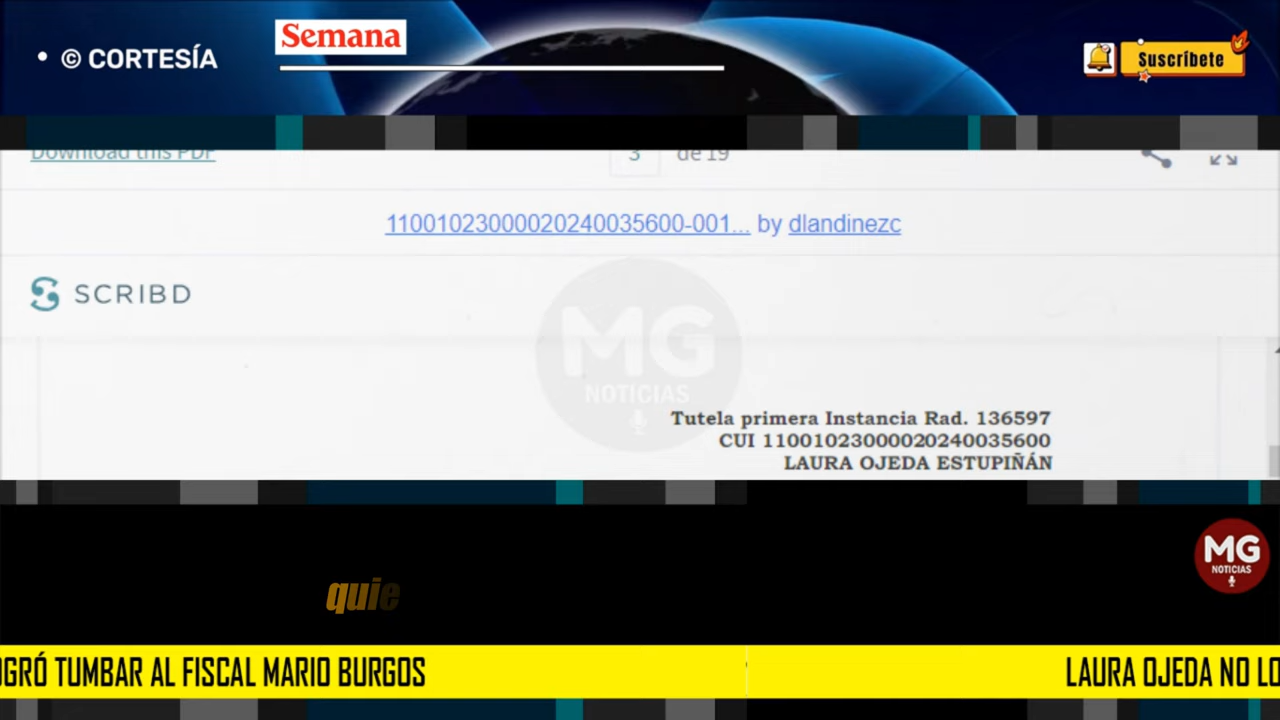 • © CORTESÍA
Semana
Suscríbete
Download this PDF
3 de 19
11001023000020240035600-001... by dlandinezc
SCRIBD
MG
NOTICIAS
Tutela primera Instancia Rad. 136597
CUI 11001023000020240035600
LAURA OJEDA ESTUPIÑÁN
MG
NOTICIAS
quie
OGRÓ TUMBAR AL FISCAL MARIO BURGOS
LAURA OJEDA NO LO